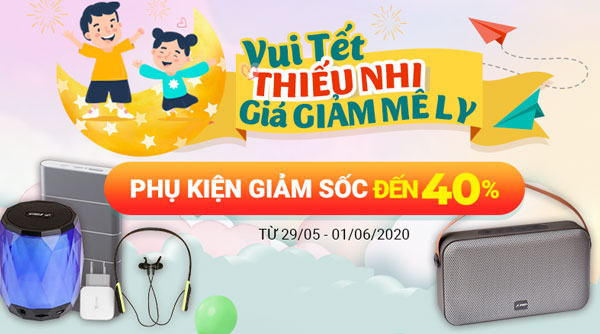 Vui Tết
THIẾU NHI
Giá GIẢM MÊ LY
PHỤ KIỆN GIẢM SỐC ĐẾN 40%
TỪ 29/05 - 01/06/2020